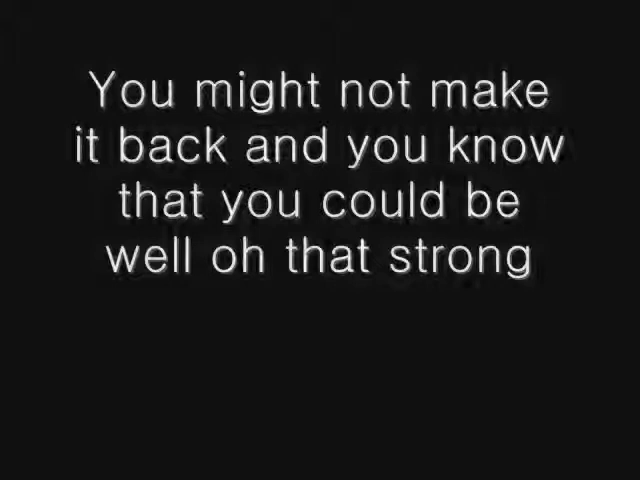 You might not make
it back and you know
that you could be
well oh that strong